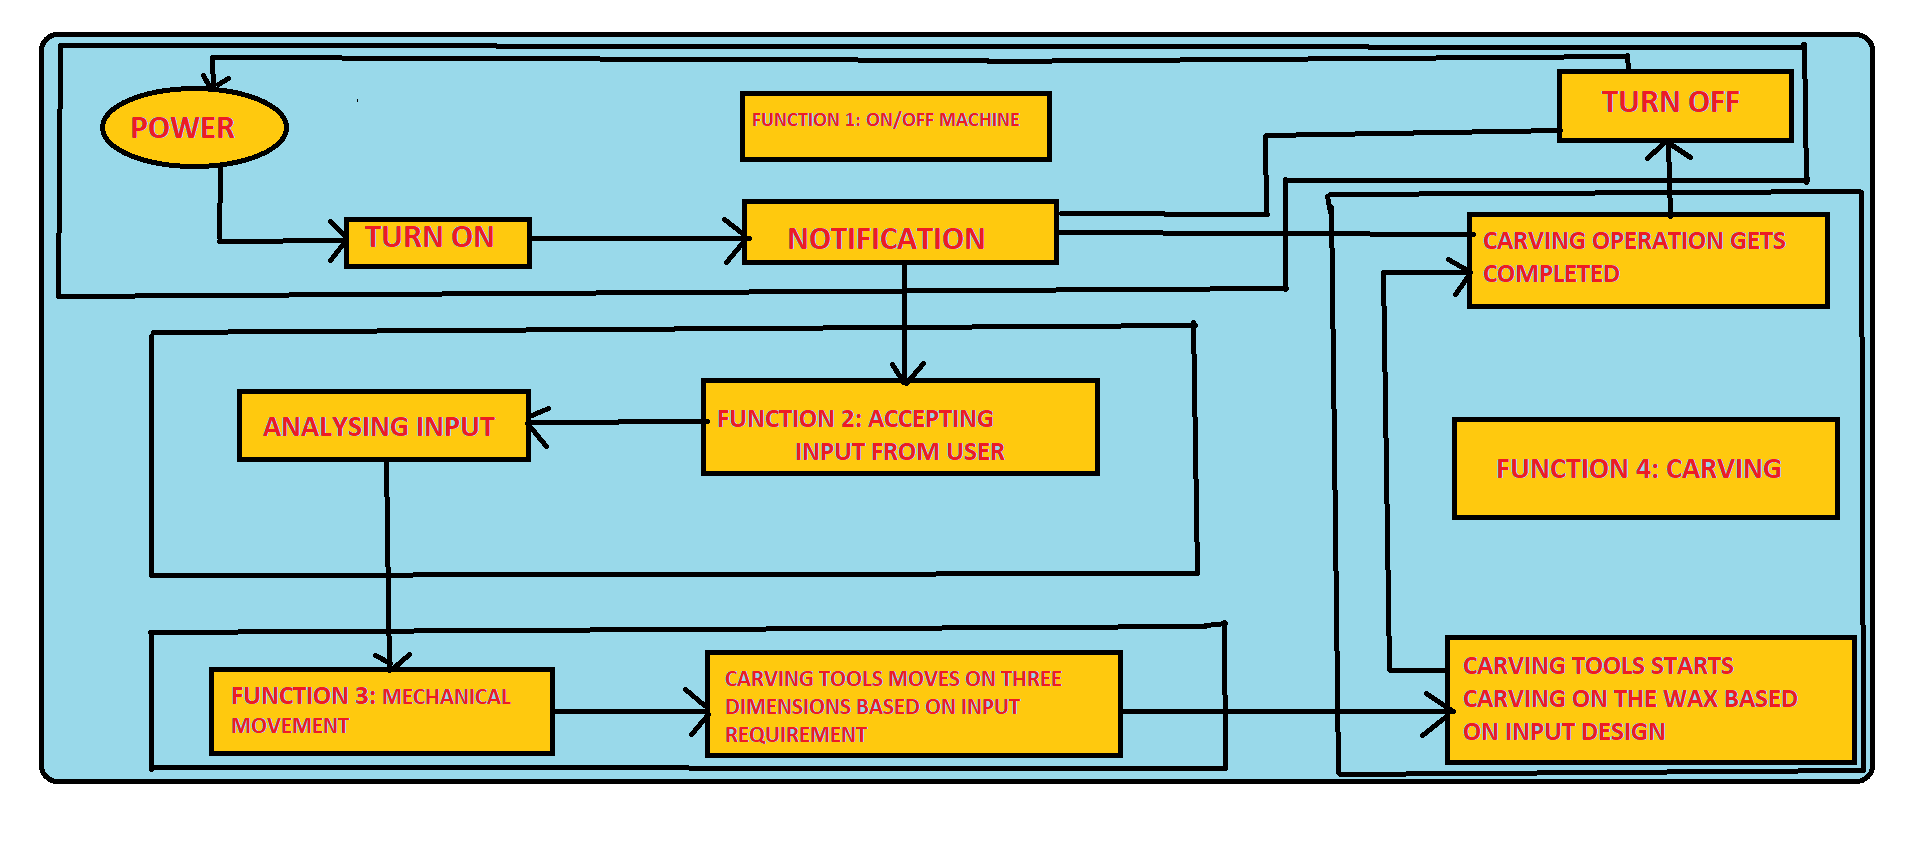 POWER
FUNCTION 1: ON/OFF MACHINE
TURN OFF
TURN ON
NOTIFICATION
CARVING OPERATION GETS
COMPLETED
ANALYSING INPUT
FUNCTION 2: ACCEPTING
INPUT FROM USER
FUNCTION 4: CARVING
FUNCTION 3: MECHANICAL
MOVEMENT
CARVING TOOLS MOVES ON THREE
DIMENSIONS BASED ON INPUT
REQUIREMENT
CARVING TOOLS STARTS
CARVING ON THE WAX BASED
ON INPUT DESIGN